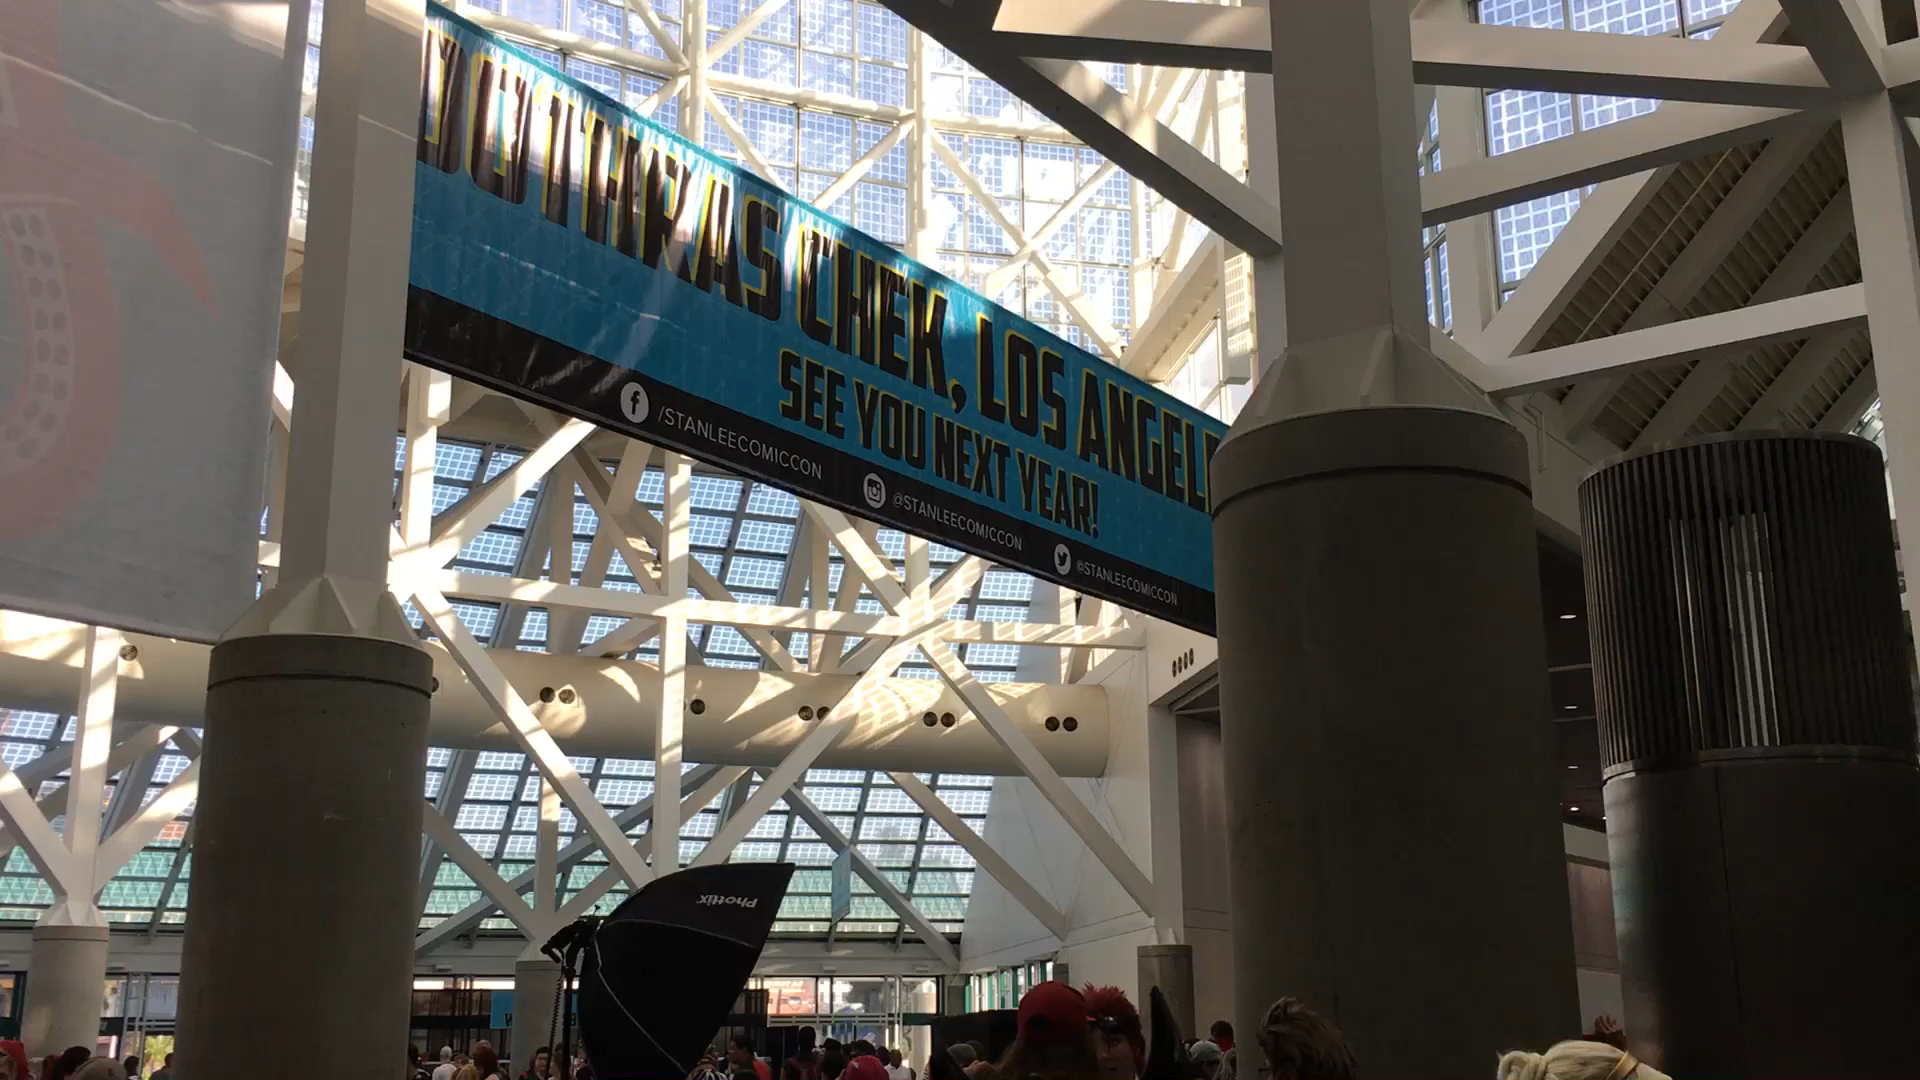 DOTHRAS CHEK, LOS ANGEL
SEE YOU NEXT YEAR!
/STANLEECOMICCON
@STANLEECOMICCON
@STANLEECOMICCON
Phottix